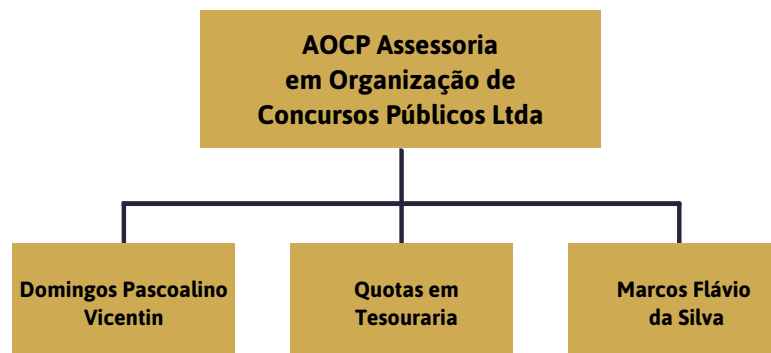 AOCP Assessoria
em Organização de
Concursos Públicos Ltda
Domingos Pascoalino
Vicentin
Quotas em
Tesouraria
Marcos Flávio
da Silva